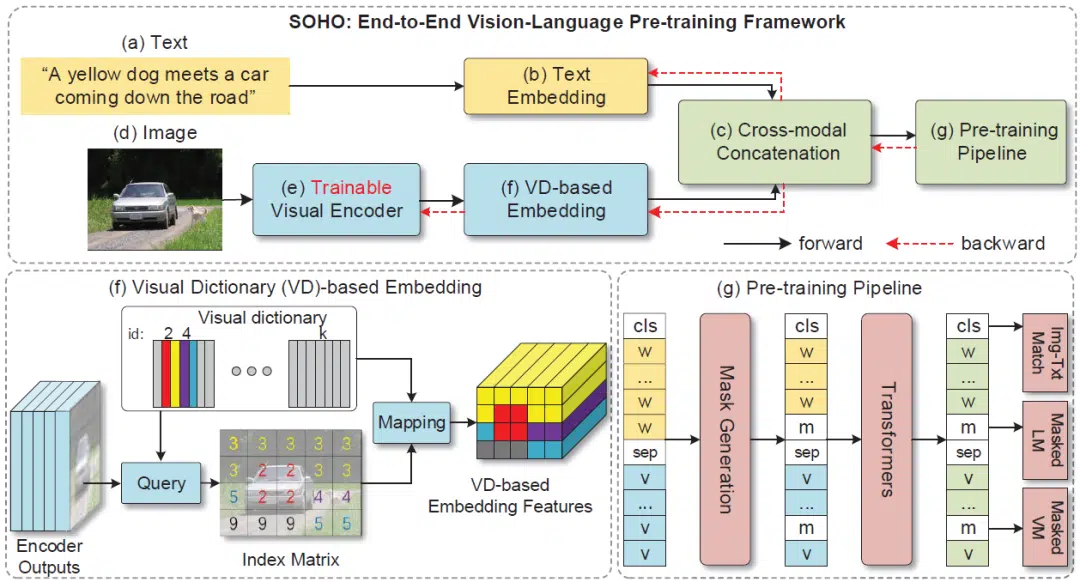 SOHO: End-to-End Vision-Language Pre-training Framework
(a) Text
“A yellow dog meets a car
coming down the road”
(b) Text
Embedding
(c) Cross-modal
Concatenation
(g) Pre-training
Pipeline
(d) Image
(e) Trainable
Visual Encoder
(f) VD-based
Embedding
forward
backward
(f) Visual Dictionary (VD)-based Embedding
Visual dictionary
id: 2 4 k
Encoder
Outputs
Query
3 3 3 3 3
3 2 2 3 3
5 2 2 4 4
9 9 9 5 5
Index Matrix
Mapping
VD-based
Embedding Features
(g) Pre-training Pipeline
cls
w
...
w
w
sep
v
...
v
v
Mask Generation
cls
w
...
w
m
sep
v
...
m
v
Transformers
cls
w
...
w
m
sep
v
...
m
v
Img-Txt
Match
Masked
LM
Masked
VM